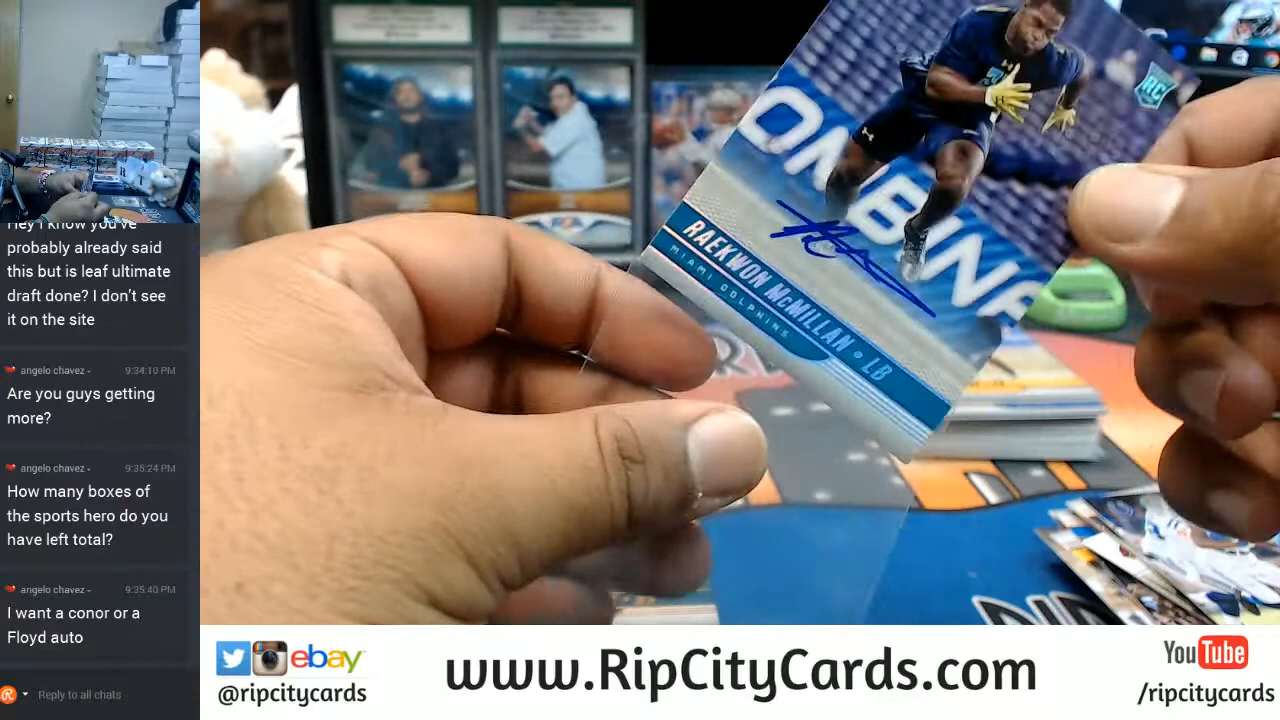 Hey I know you've
probably already said
this but is leaf ultimate
draft done? I don't see
it on the site
angelo chavez 9:34:10 PM
Are you guys getting
more?
angelo chavez 9:35:24 PM
How many boxes of
the sports hero do you
have left total?
angelo chavez 9:35:40 PM
I want a conor or a
Floyd auto
Reply to all chats
RC
OMBINE
RAEKWON McMILLAN • LB
MIAMI DOLPHINS
ebay
@ripcitycards
www.RipCityCards.com
YouTube
/ripcitycards